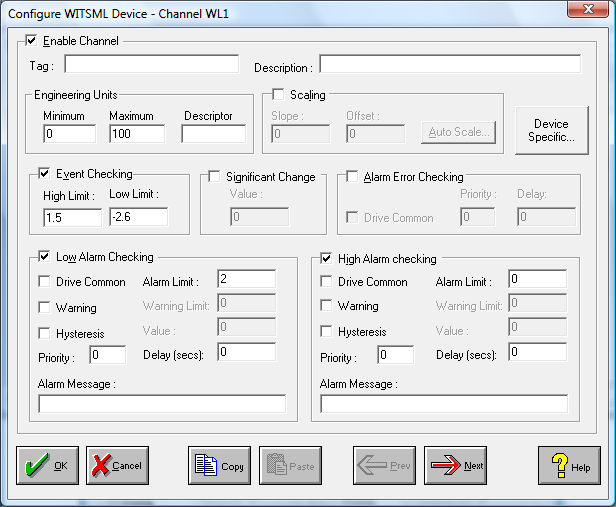 Configure WITSML Device - Channel WL1
Enable Channel
Tag : Description :
Engineering Units
Minimum Maximum Descriptor
0 100
Scaling
Slope : Offset :
0 0 Auto Scale...
Device Specific...
Event Checking
High Limit : Low Limit :
1.5 -2.6
Significant Change
Value :
0
Alarm Error Checking
Priority : Delay:
Drive Common 0 0
Low Alarm Checking
Drive Common Alarm Limit : 2
Warning Warning Limit: 0
Hysteresis Value : 0
Priority : 0 Delay (secs): 0
Alarm Message :
High Alarm checking
Drive Common Alarm Limit : 0
Warning Warning Limit: 0
Hysteresis Value : 0
Priority : 0 Delay (secs): 0
Alarm Message :
OK Cancel Copy Paste Prev Next Help